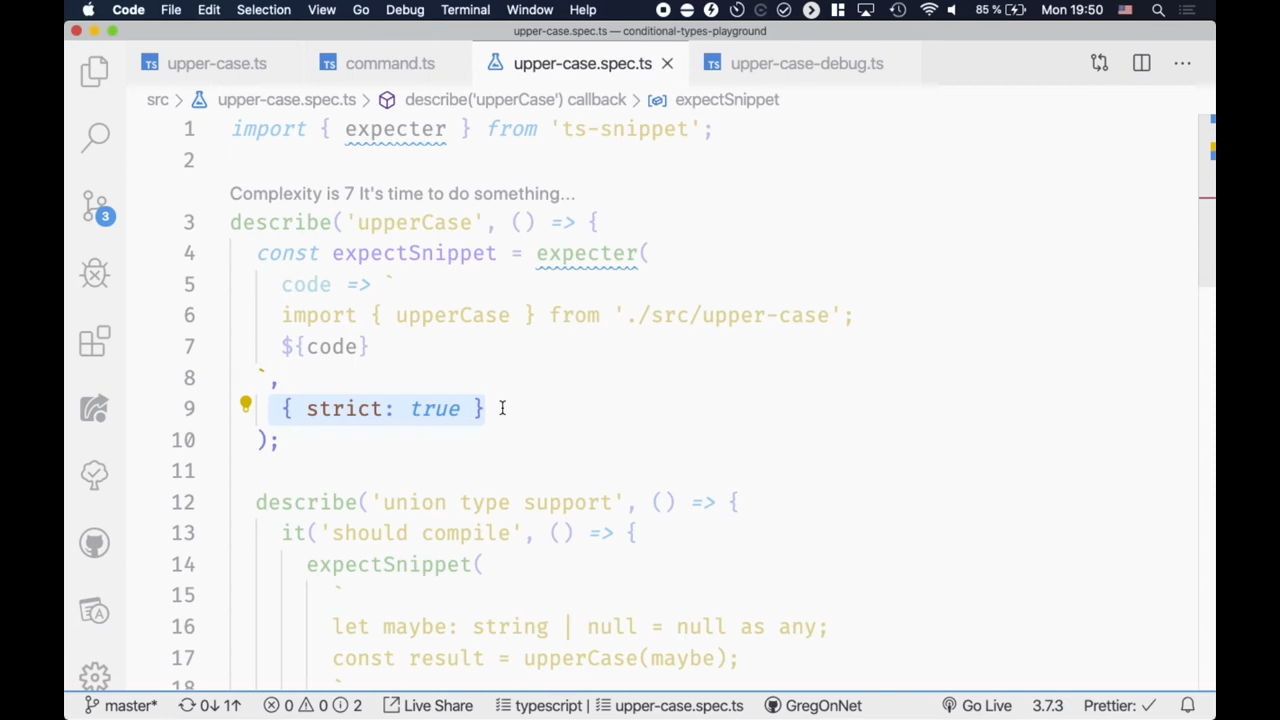 Code File Edit Selection View Go Debug Terminal Window Help 85 % Mon 19:50
upper-case.spec.ts — conditional-types-playground
TS upper-case.ts TS command.ts upper-case.spec.ts × TS upper-case-debug.ts ...
src > upper-case.spec.ts > describe('upperCase') callback > expectSnippet
1 import { expecter } from 'ts-snippet';
2
Complexity is 7 It's time to do something...
3 describe('upperCase', () => {
4 const expectSnippet = expecter(
5 code => `
6 import { upperCase } from './src/upper-case';
7 ${code}
8 `,
9 { strict: true }
10 );
11
12 describe('union type support', () => {
13 it('should compile', () => {
14 expectSnippet(
15 `
16 let maybe: string | null = null as any;
17 const result = upperCase(maybe);
18 `
3
master* 0↓ 1↑ 0 0 2 Live Share typescript | upper-case.spec.ts GregOnNet Go Live 3.7.3 Prettier: ✓